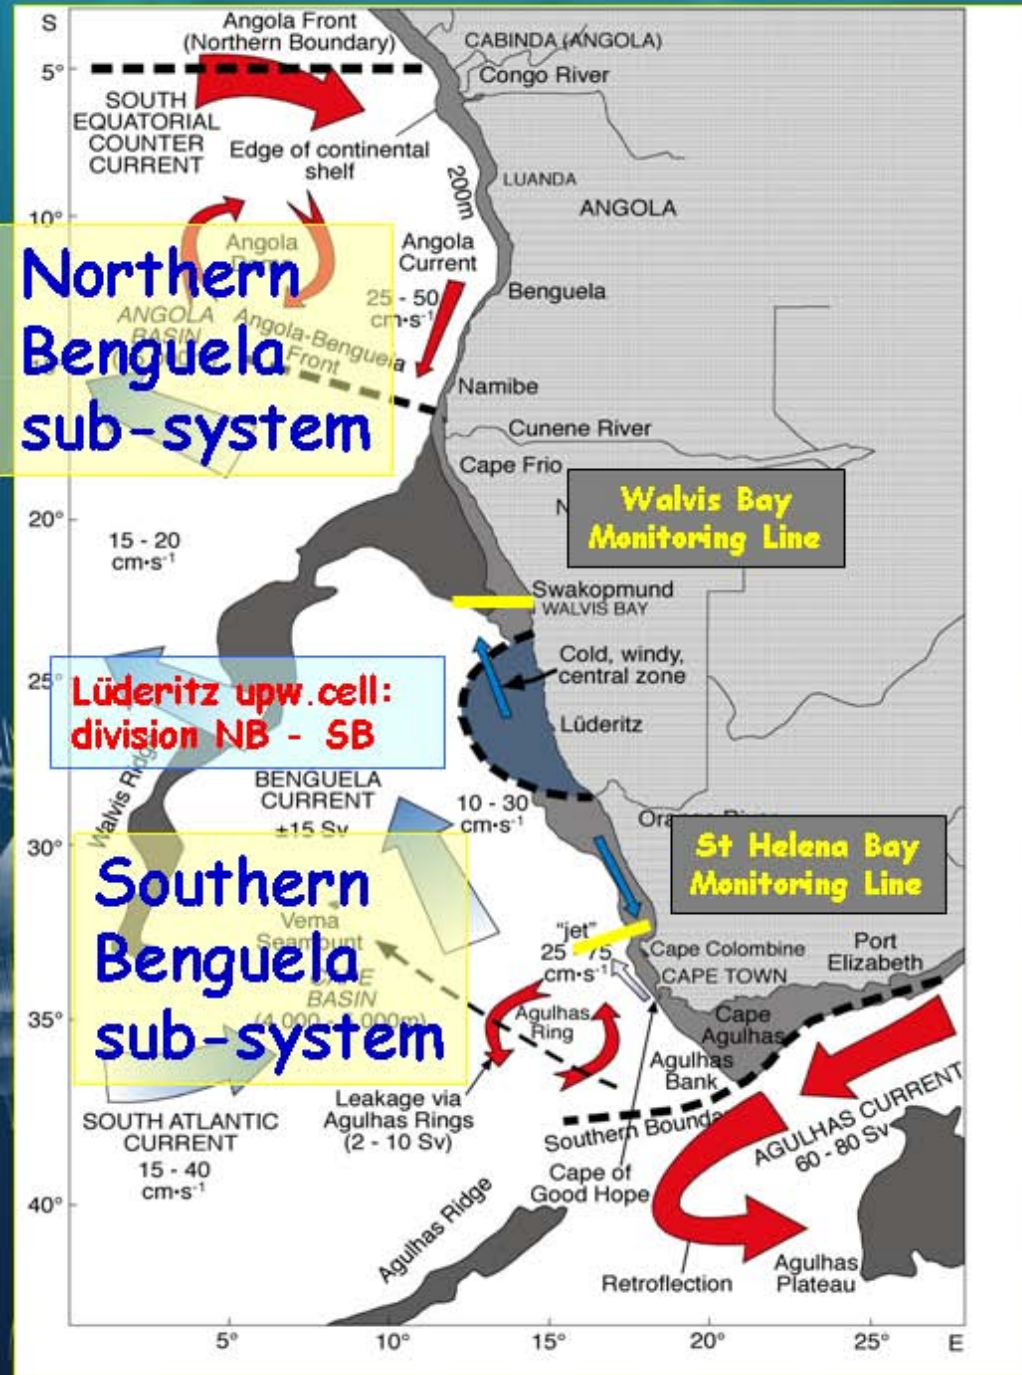 S
Angola Front
(Northern Boundary)
CABINDA (ANGOLA)
5°
Congo River
SOUTH
EQUATORIAL
COUNTER
CURRENT
Edge of continental
shelf
200m
LUANDA
ANGOLA
10°
Angola
Angola
Current
Northern
Benguela
sub-system
25 - 50
cm•s⁻¹
Benguela
ANGOLA
BASIN
Angola-Benguela
Front
Namibe
Cunene River
Cape Frio
Walvis Bay
Monitoring Line
N
20°
15 - 20
cm•s⁻¹
Swakopmund
WALVIS BAY
Cold, windy,
central zone
25°
Lüderitz upw.cell:
division NB - SB
Lüderitz
Walvis Ridge
BENGUELA
CURRENT
±15 Sv
10 - 30
cm•s⁻¹
30°
St Helena Bay
Monitoring Line
Southern
Benguela
sub-system
Vema
Seamount
CAPE
BASIN
"jet"
25 - 75
cm•s⁻¹
Cape Colombine
CAPE TOWN
Port
Elizabeth
35°
Agulhas
Ring
Cape
Agulhas
Agulhas
Bank
Leakage via
Agulhas Rings
(2 - 10 Sv)
SOUTH ATLANTIC
CURRENT
15 - 40
cm•s⁻¹
Southern Bounda
AGULHAS CURRENT
60 - 80 Sv
Cape of
Good Hope
40°
Agulhas Ridge
Retroflection
Agulhas
Plateau
5°
10°
15°
20°
25°
E